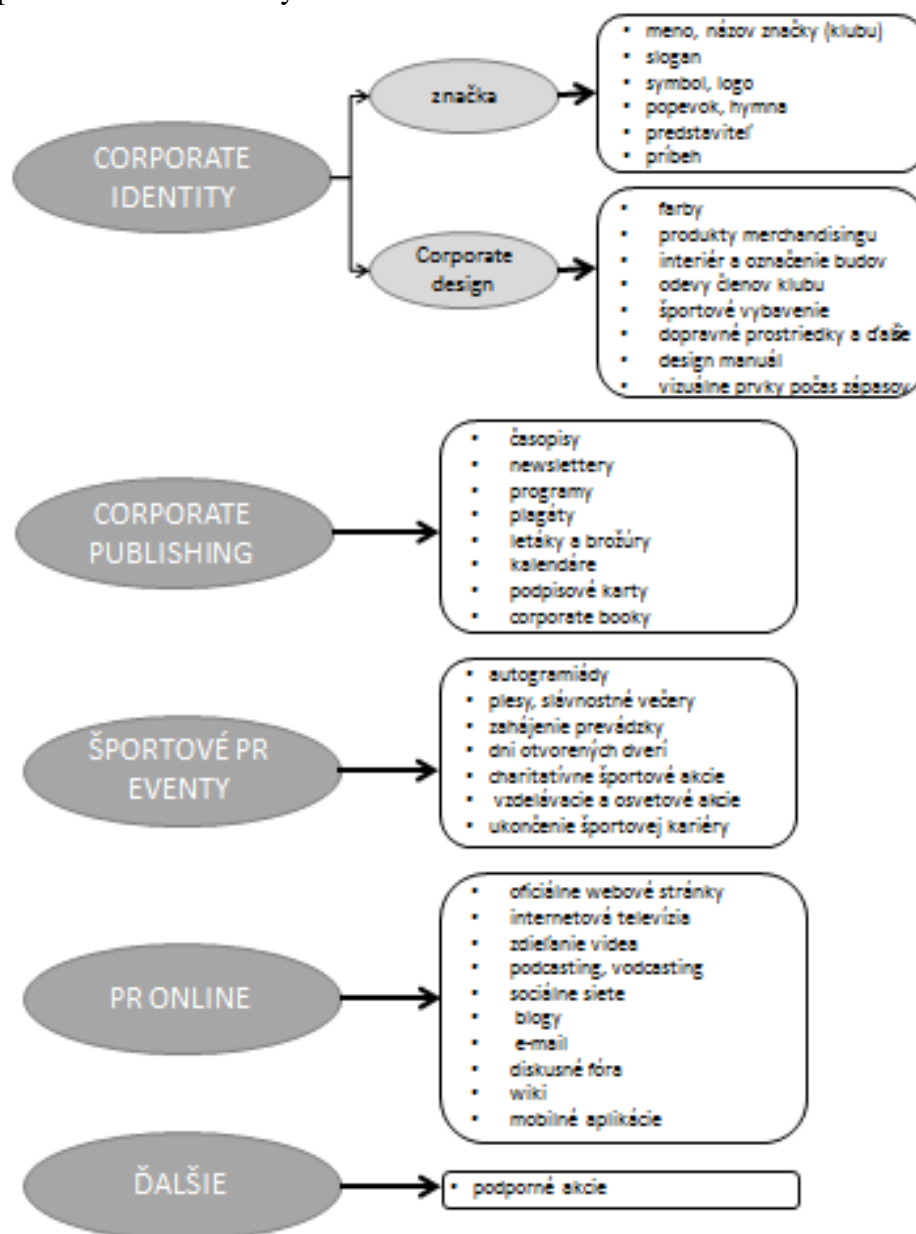 CORPORATE
IDENTITY
značka
• meno, názov značky (klubu)
• slogan
• symbol, logo
• popevok, hymna
• predstaviteľ
• príbeh
Corporate
design
• farby
• produkty merchandisingu
• interiér a označenie budov
• odevy členov klubu
• športové vybavenie
• dopravné prostriedky a ďalšie
• design manuál
• vizuálne prvky počas zápasov
CORPORATE
PUBLISHING
• časopisy
• newslettery
• programy
• plagáty
• letáky a brožúry
• kalendáre
• podpisové karty
• corporate booky
ŠPORTOVÉ PR
EVENTY
• autogramiády
• plesy, slávnostné večery
• zahájenie prevádzky
• dni otvorených dverí
• charitatívne športové akcie
• vzdelávacie a osvetové akcie
• ukončenie športovej kariéry
PR ONLINE
• oficiálne webové stránky
• internetová televízia
• zdieľanie videa
• podcasting, vodcasting
• sociálne siete
• blogy
• e-mail
• diskusné fóra
• wiki
• mobilné aplikácie
ĎALŠIE
• podporné akcie